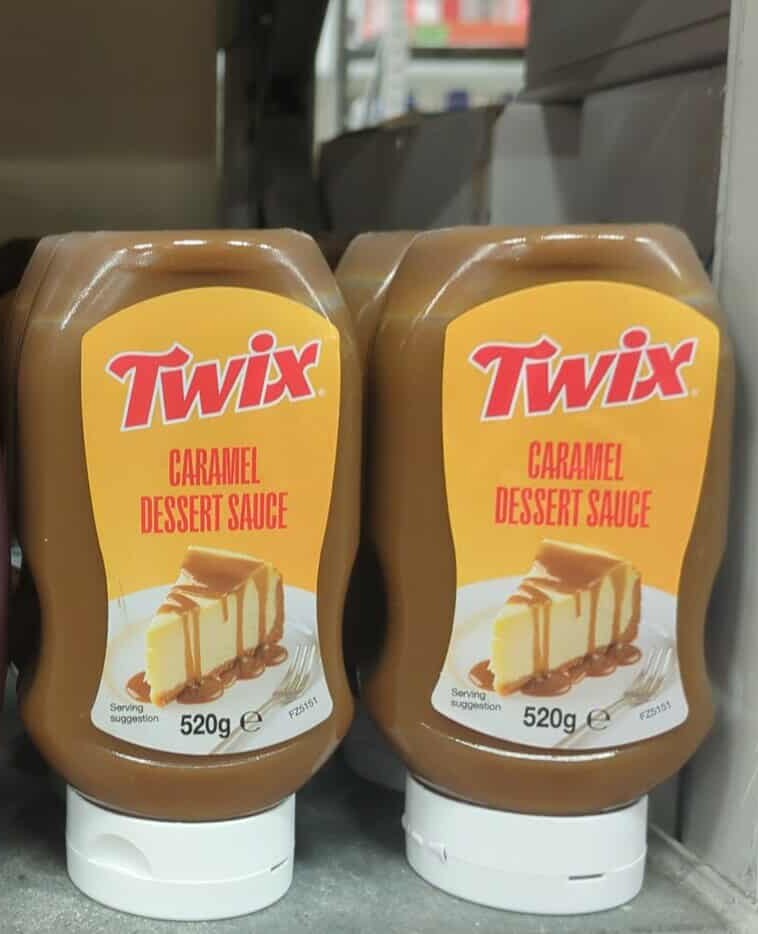 Twix
CARAMEL
DESSERT SAUCE
Serving
suggestion
520g ℮
FZ5151
Twix
CARAMEL
DESSERT SAUCE
Serving
suggestion
520g ℮
FZ5151